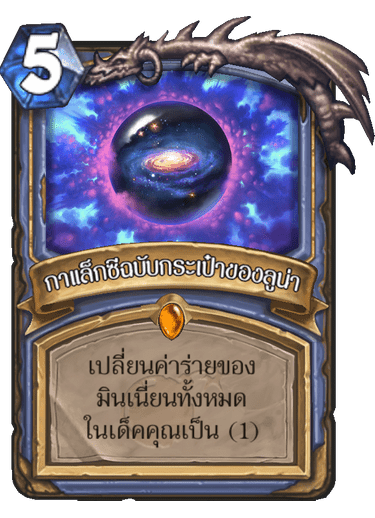 5
กาแล็กซีฉบับกระเป๋าของลูน่า
เปลี่ยนค่าร่ายของ
มินเนี่ยนทั้งหมด
ในเด็คคุณเป็น (1)